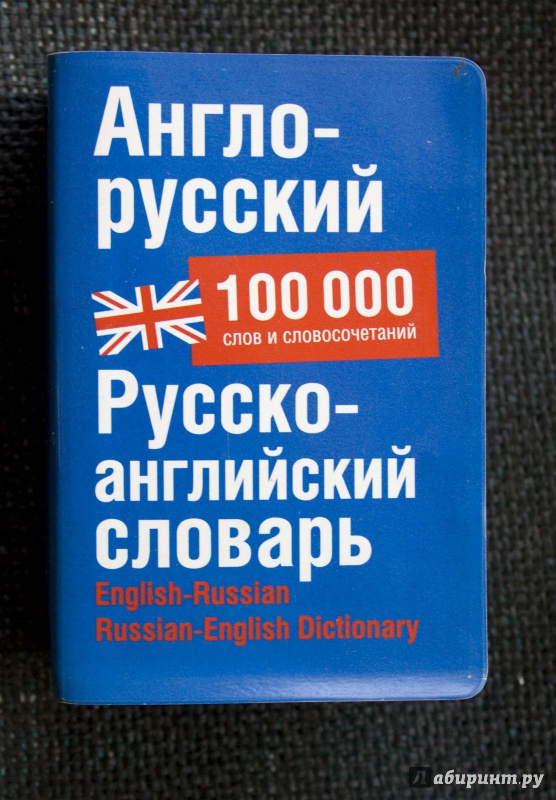 Англо-
русский
100 000
слов и словосочетаний
Русско-
английский
словарь
English-Russian
Russian-English Dictionary
Лабиринт.ру